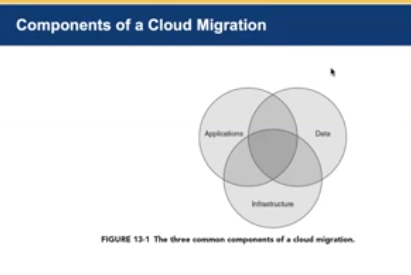 Components of a Cloud Migration
Applications
Data
Infrastructure
FIGURE 13-1 The three common components of a cloud migration.